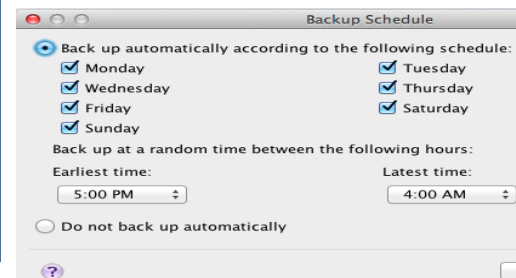 Backup Schedule
Back up automatically according to the following schedule:
Monday Tuesday
Wednesday Thursday
Friday Saturday
Sunday
Back up at a random time between the following hours:
Earliest time: Latest time:
5:00 PM 4:00 AM
Do not back up automatically
?